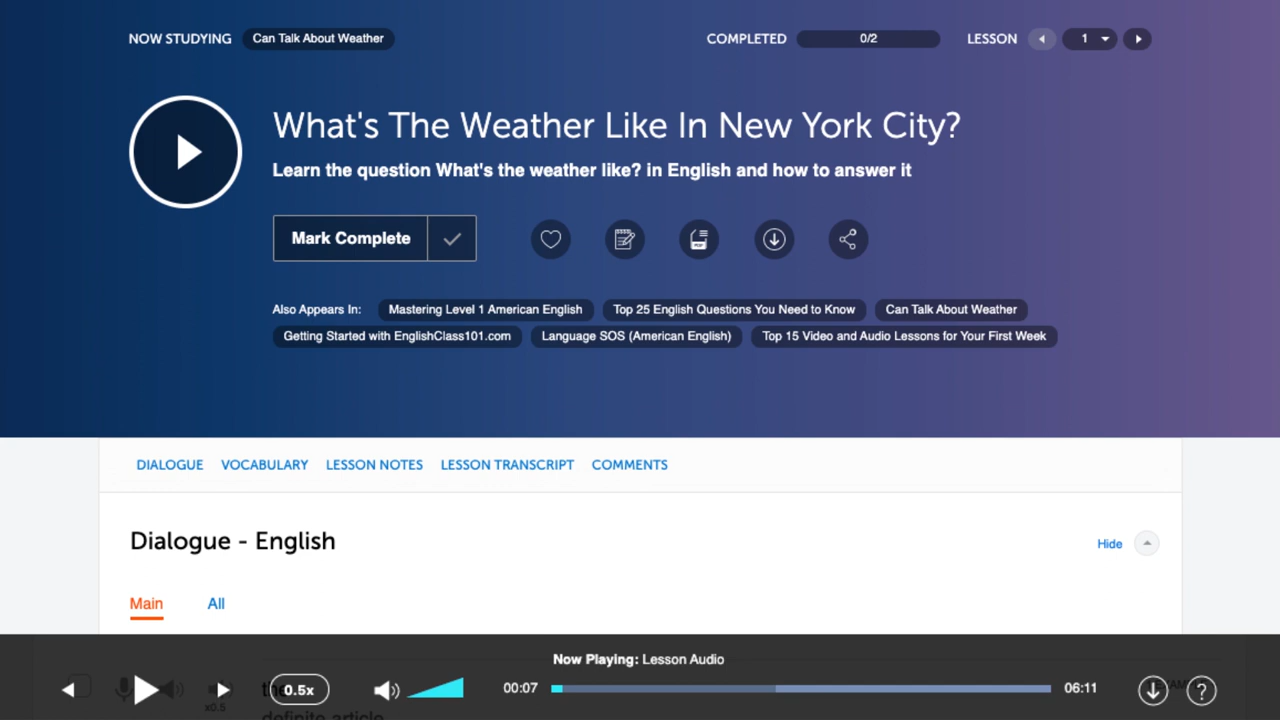 NOW STUDYING Can Talk About Weather COMPLETED 0/2 LESSON 1
What's The Weather Like In New York City?
Learn the question What's the weather like? in English and how to answer it
Mark Complete
Also Appears In: Mastering Level 1 American English Top 25 English Questions You Need to Know Can Talk About Weather
Getting Started with EnglishClass101.com Language SOS (American English) Top 15 Video and Audio Lessons for Your First Week
DIALOGUE VOCABULARY LESSON NOTES LESSON TRANSCRIPT COMMENTS
Dialogue - English
Hide
Main All
Now Playing: Lesson Audio
0.5x 00:07 06:11 ?
x0.5
definite article